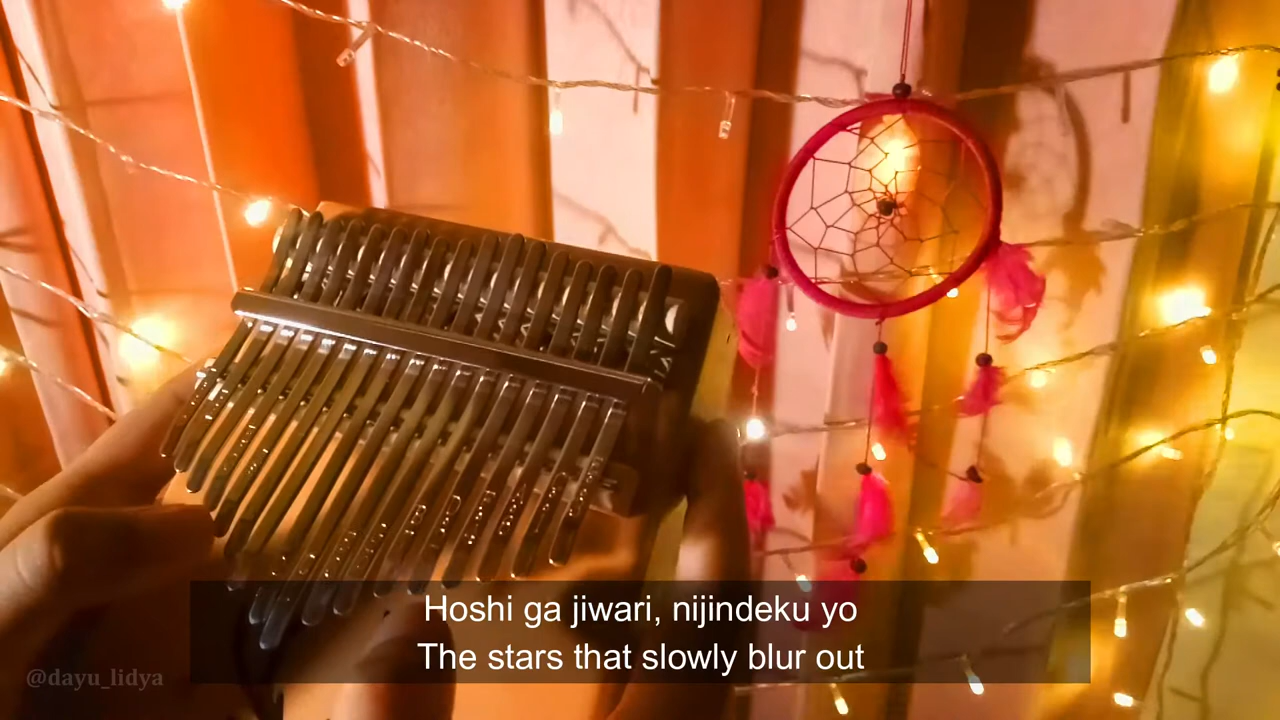 Hoshi ga jiwari, nijindeku yo
The stars that slowly blur out
@dayu_lidya